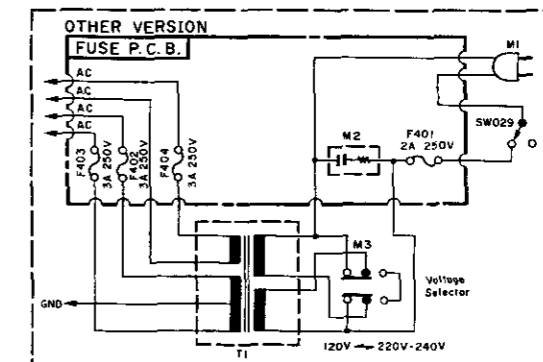 OTHER VERSION
FUSE P.C.B.
M1
AC
AC
AC
AC
SW029
M2
F401
2A 250V
F403
3A 250V
F402
3A 250V
F404
3A 250V
M3
Voltage
Selector
GND
T1
120V ↔ 220V-240V